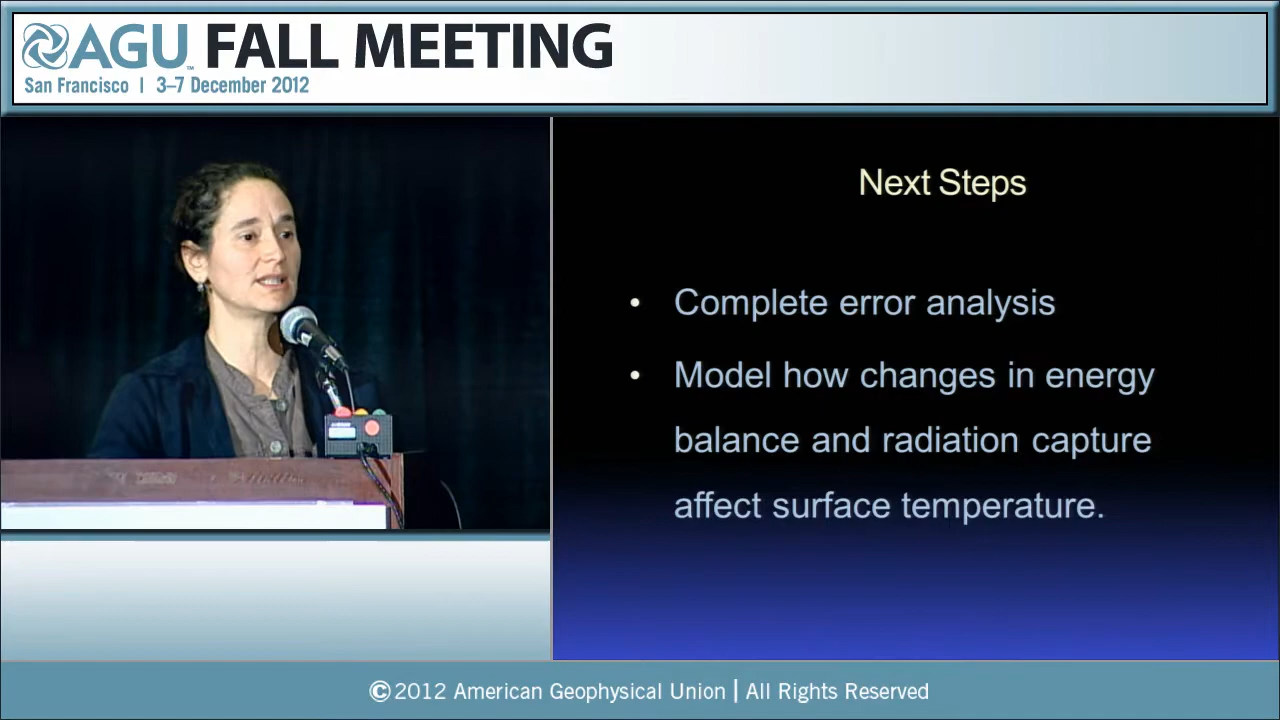 AGU™ FALL MEETING
San Francisco | 3–7 December 2012
Next Steps
• Complete error analysis
• Model how changes in energy
balance and radiation capture
affect surface temperature.
©2012 American Geophysical Union | All Rights Reserved